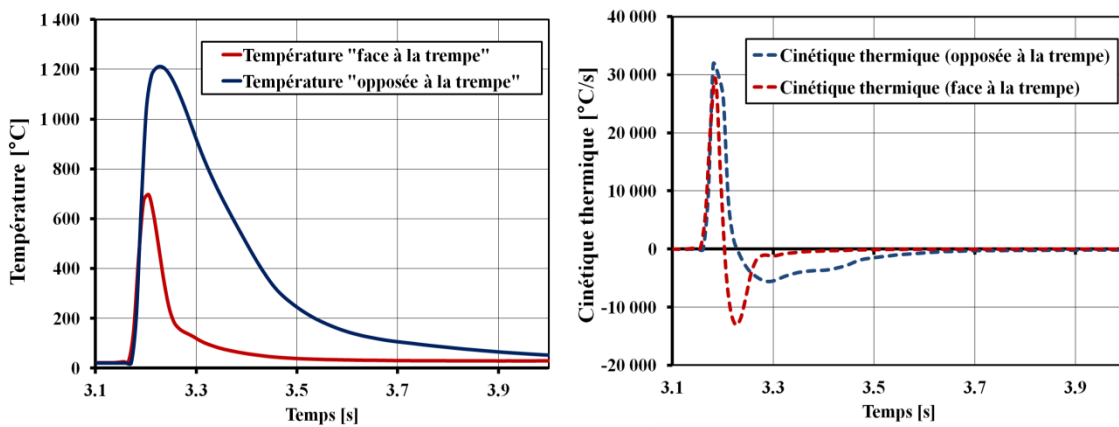 1 400
1 200
1 000
800
600
400
200
0
Température [°C]
Température "face à la trempe"
Température "opposée à la trempe"
3.1 3.3 3.5 3.7 3.9
Temps [s]
40 000
30 000
20 000
10 000
0
-10 000
-20 000
Cinétique thermique [°C/s]
Cinétique thermique (opposée à la trempe)
Cinétique thermique (face à la trempe)
3.1 3.3 3.5 3.7 3.9
Temps [s]